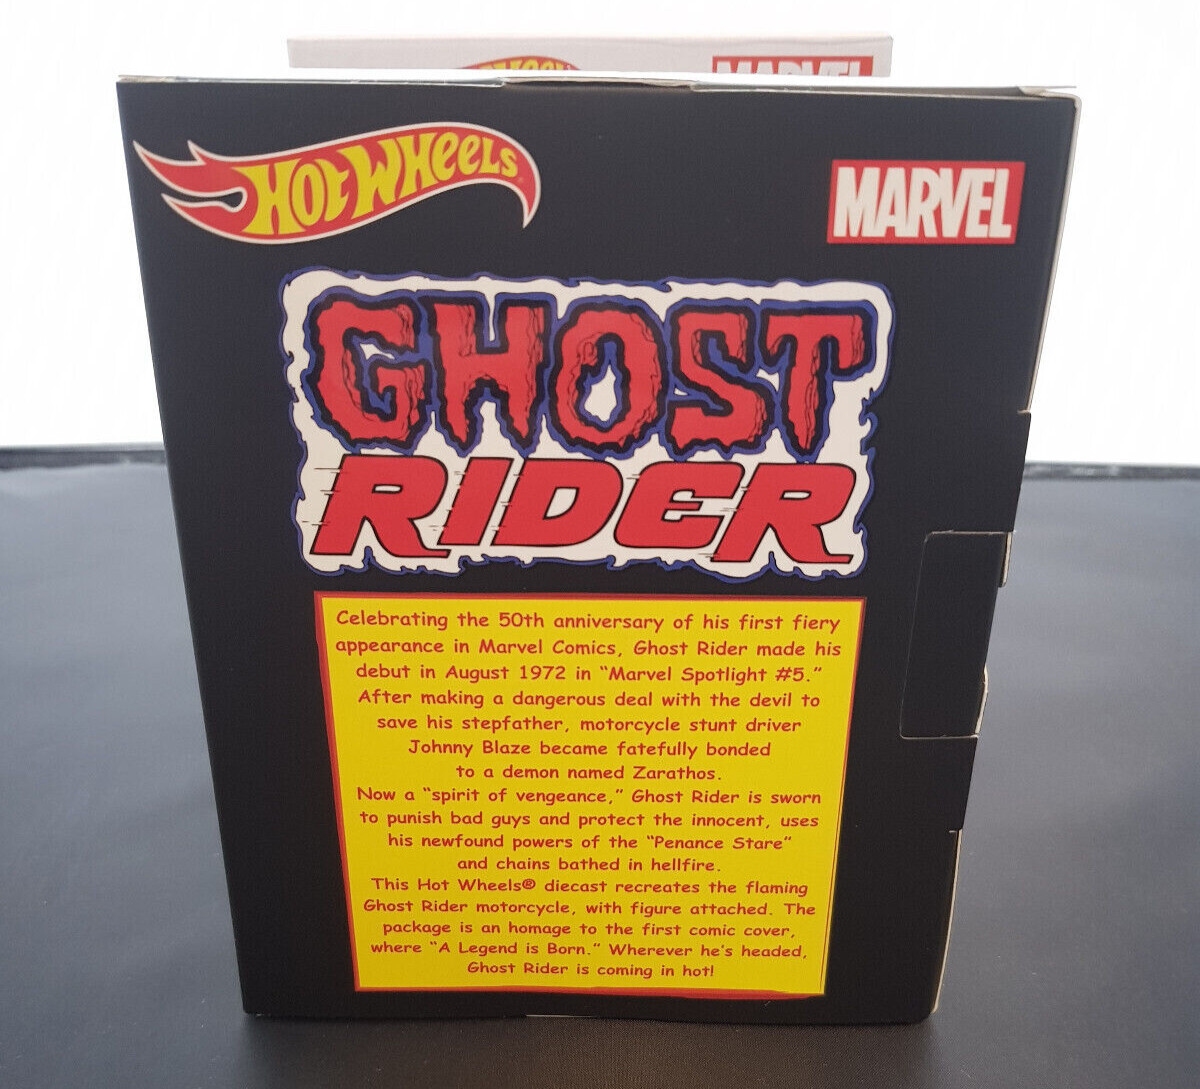 HOT WHEELS
MARVEL
HOT WHEELS
MARVEL
GHOST
RIDER
Celebrating the 50th anniversary of his first fiery
appearance in Marvel Comics, Ghost Rider made his
debut in August 1972 in “Marvel Spotlight #5.”
After making a dangerous deal with the devil to
save his stepfather, motorcycle stunt driver
Johnny Blaze became fatefully bonded
to a demon named Zarathos.
Now a “spirit of vengeance,” Ghost Rider is sworn
to punish bad guys and protect the innocent, uses
his newfound powers of the “Penance Stare”
and chains bathed in hellfire.
This Hot Wheels® diecast recreates the flaming
Ghost Rider motorcycle, with figure attached. The
package is an homage to the first comic cover,
where “A Legend is Born.” Wherever he's headed,
Ghost Rider is coming in hot!